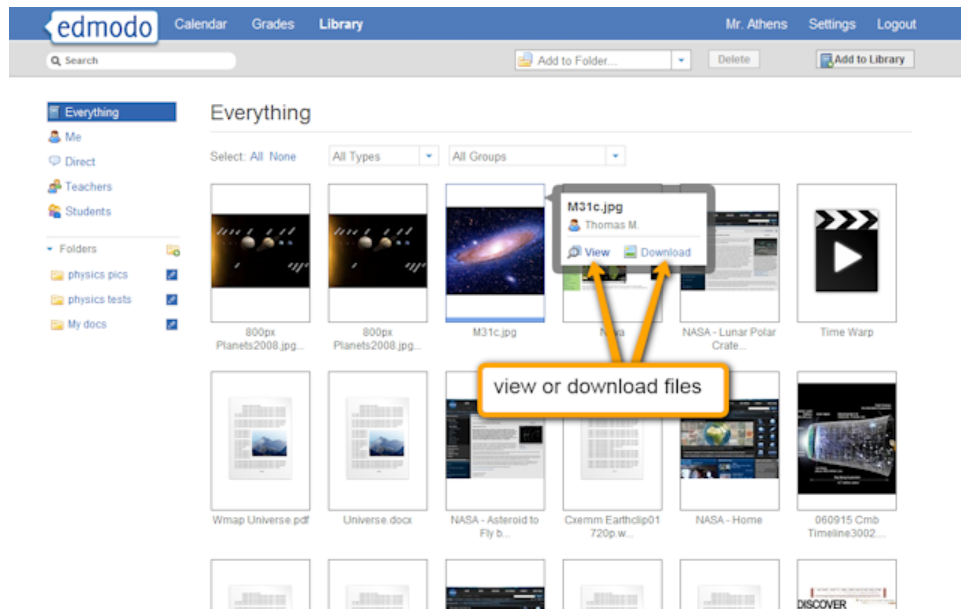 edmodo Calendar Grades Library Mr. Athens Settings Logout
Search Add to Folder... Delete Add to Library
Everything
Me
Direct
Teachers
Students
Folders
physics pics
physics tests
My docs
Everything
Select: All None All Types All Groups
M31c.jpg
Thomas M.
View Download
800px
Planets2008.jpg...
800px
Planets2008.jpg...
M31c.jpg
NASA - Lunar Polar
Crate...
Time Warp
view or download files
Wmap Universe.pdf
Universe.docx
NASA - Asteroid to
Fly b...
Cxemm Earthclip01
720p.w...
NASA - Home
060915 Cmb
Timeline3002...
DISCOVER